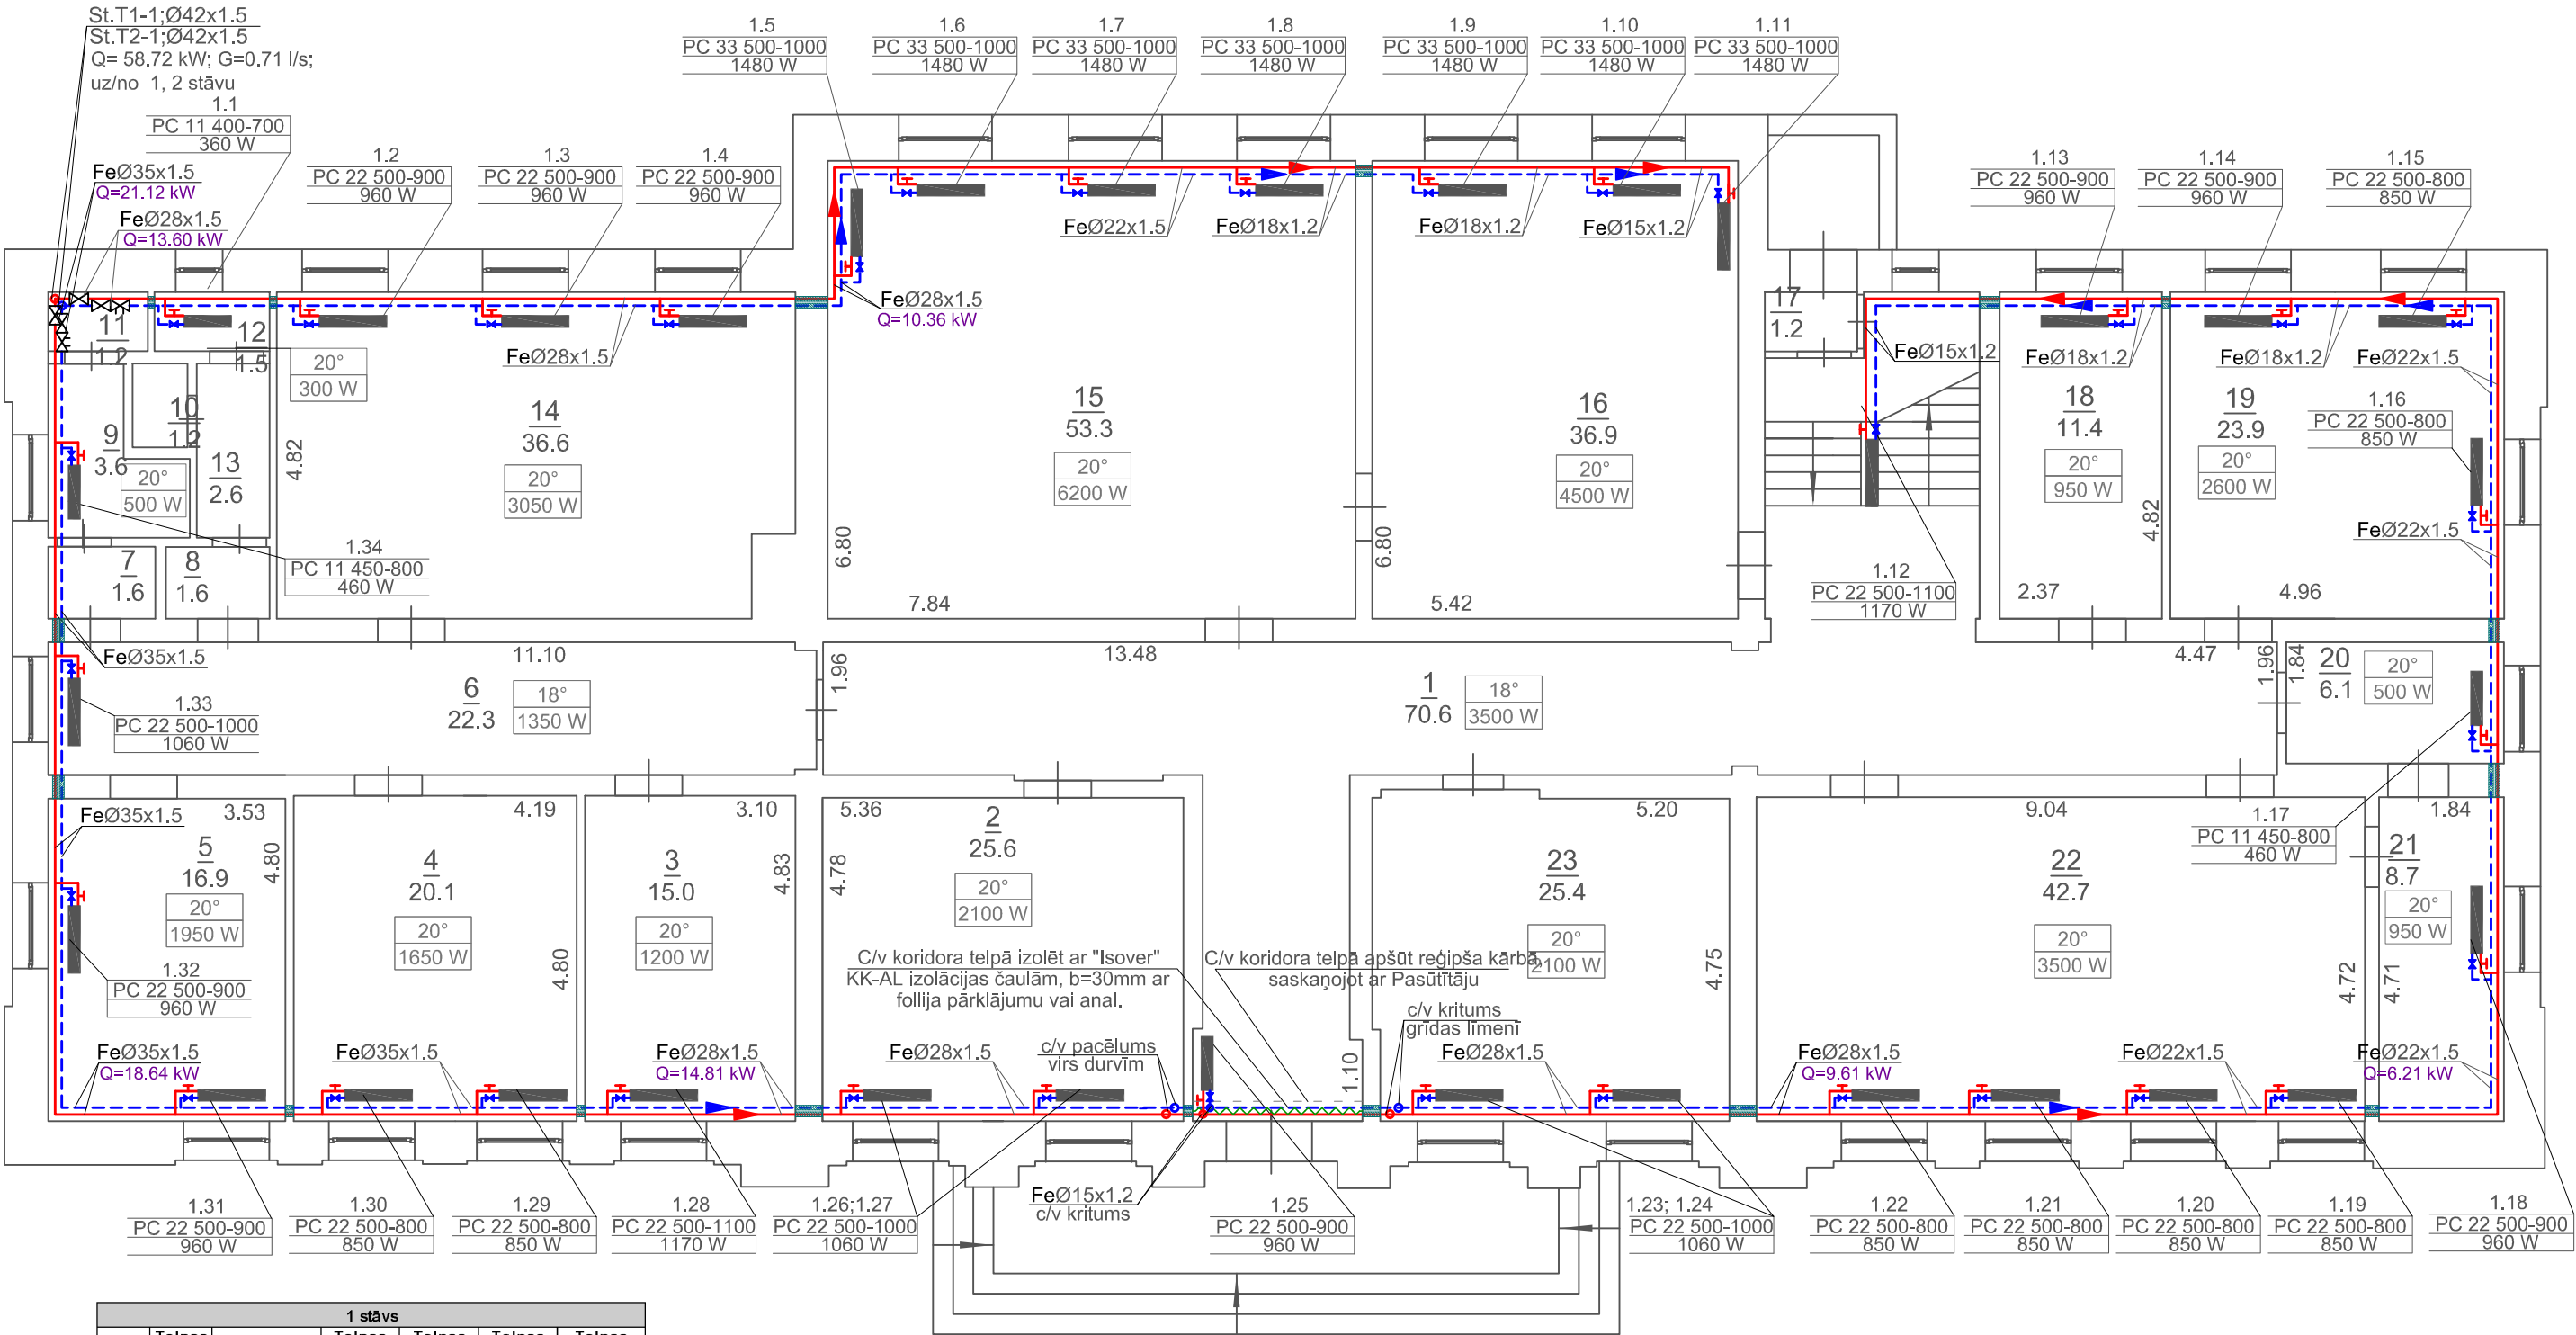 St.T1-1;Ø42x1.5
St.T2-1;Ø42x1.5
Q= 58.72 kW; G=0.71 l/s;
uz/no 1, 2 stāvu
1.1
PC 11 400-700
360 W
FeØ35x1.5
Q=21.12 kW
FeØ28x1.5
Q=13.60 kW
1.2
PC 22 500-900
960 W
1.3
PC 22 500-900
960 W
1.4
PC 22 500-900
960 W
1.5
PC 33 500-1000
1480 W
1.6
PC 33 500-1000
1480 W
1.7
PC 33 500-1000
1480 W
1.8
PC 33 500-1000
1480 W
1.9
PC 33 500-1000
1480 W
1.10
PC 33 500-1000
1480 W
1.11
PC 33 500-1000
1480 W
1.13
PC 22 500-900
960 W
1.14
PC 22 500-900
960 W
1.15
PC 22 500-800
850 W
FeØ22x1.5
FeØ18x1.2
FeØ18x1.2
FeØ15x1.2
FeØ28x1.5
Q=10.36 kW
FeØ28x1.5
FeØ15x1.2
FeØ18x1.2
FeØ18x1.2
FeØ22x1.5
11
1.2
12
1.5
20°
300 W
17
1.2
9
3.6
10
1.2
13
2.6
20°
500 W
4.82
14
36.6
20°
3050 W
15
53.3
20°
6200 W
16
36.9
20°
4500 W
18
11.4
20°
950 W
4.82
19
23.9
20°
2600 W
1.16
PC 22 500-800
850 W
FeØ22x1.5
7
1.6
8
1.6
1.34
PC 11 450-800
460 W
6.80
7.84
6.80
5.42
1.12
PC 22 500-1100
1170 W
2.37
4.96
FeØ35x1.5
11.10
1.96
13.48
4.47
1.96
1.84
20
6.1
20°
500 W
6
22.3
18°
1350 W
1
70.6
18°
3500 W
1.33
PC 22 500-1000
1060 W
FeØ35x1.5
3.53
4.80
5
16.9
20°
1950 W
4.19
4
20.1
20°
1650 W
4.80
3.10
3
15.0
20°
1200 W
4.83
5.36
4.78
2
25.6
20°
2100 W
5.20
23
25.4
20°
2100 W
4.75
9.04
22
42.7
20°
3500 W
4.72
1.17
PC 11 450-800
460 W
1.84
21
8.7
20°
950 W
4.71
1.32
PC 22 500-900
960 W
C/v koridora telpā izolēt ar "Isover"
KK-AL izolācijas čaulām, b=30mm ar
follija pārklājumu vai anal.
C/v koridora telpā apšūt reģipša kārbā,
saskaņojot ar Pasūtītāju
c/v kritums
grīdas līmenī
c/v pacēlums
virs durvīm
1.10
FeØ35x1.5
Q=18.64 kW
FeØ35x1.5
FeØ28x1.5
Q=14.81 kW
FeØ28x1.5
FeØ28x1.5
FeØ28x1.5
Q=9.61 kW
FeØ22x1.5
FeØ22x1.5
Q=6.21 kW
1.31
PC 22 500-900
960 W
1.30
PC 22 500-800
850 W
1.29
PC 22 500-800
850 W
1.28
PC 22 500-1100
1170 W
1.26;1.27
PC 22 500-1000
1060 W
FeØ15x1.2
c/v kritums
1.25
PC 22 500-900
960 W
1.23; 1.24
PC 22 500-1000
1060 W
1.22
PC 22 500-800
850 W
1.21
PC 22 500-800
850 W
1.20
PC 22 500-800
850 W
1.19
PC 22 500-800
850 W
1.18
PC 22 500-900
960 W
1 stāvs